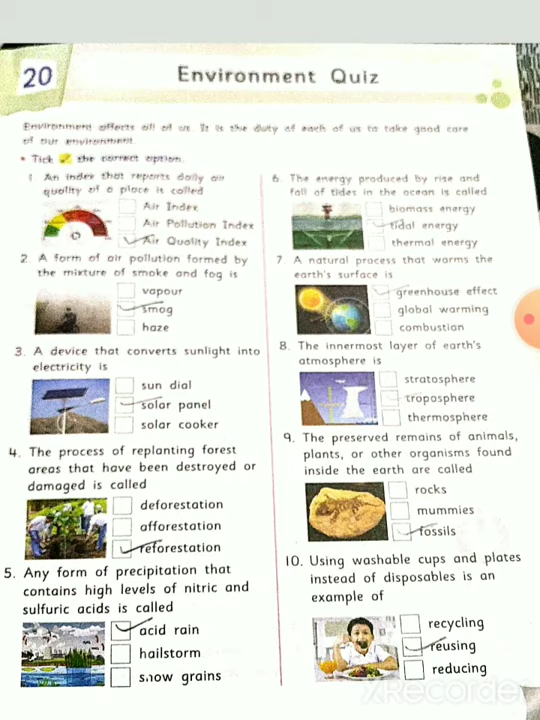 20
Environment Quiz
Environment affects all of us. It is the duty of each of us to take good care
of our environment.
• Tick ✓ the correct option.
1. An index that reports daily air
quality of a place is called
Air Index
Air Pollution Index
Air Quality Index
2. A form of air pollution formed by
the mixture of smoke and fog is
vapour
smog
haze
3. A device that converts sunlight into
electricity is
sun dial
solar panel
solar cooker
4. The process of replanting forest
areas that have been destroyed or
damaged is called
deforestation
afforestation
reforestation
5. Any form of precipitation that
contains high levels of nitric and
sulfuric acids is called
acid rain
hailstorm
snow grains
6. The energy produced by rise and
fall of tides in the ocean is called
biomass energy
tidal energy
thermal energy
7. A natural process that warms the
earth's surface is
greenhouse effect
global warming
combustian
8. The innermost layer of earth's
atmosphere is
stratosphere
troposphere
thermosphere
9. The preserved remains of animals,
plants, or other organisms found
inside the earth are called
rocks
mummies
fossils
10. Using washable cups and plates
instead of disposables is an
example of
recycling
reusing
reducing
XRecorder